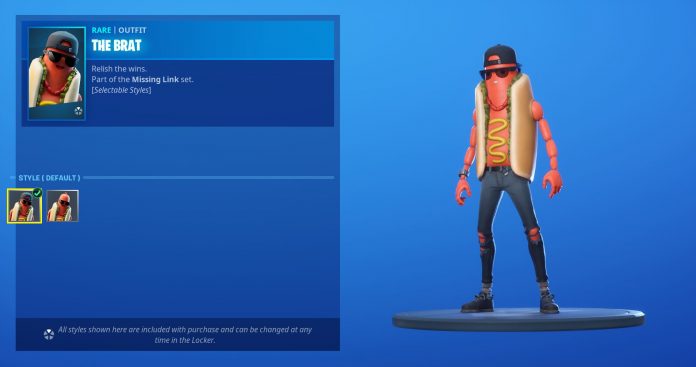 RARE | OUTFIT
THE BRAT
Relish the wins.
Part of the Missing Link set.
[Selectable Styles]
STYLE ( DEFAULT )
All styles shown here are included with purchase and can be changed at any
time in the Locker.